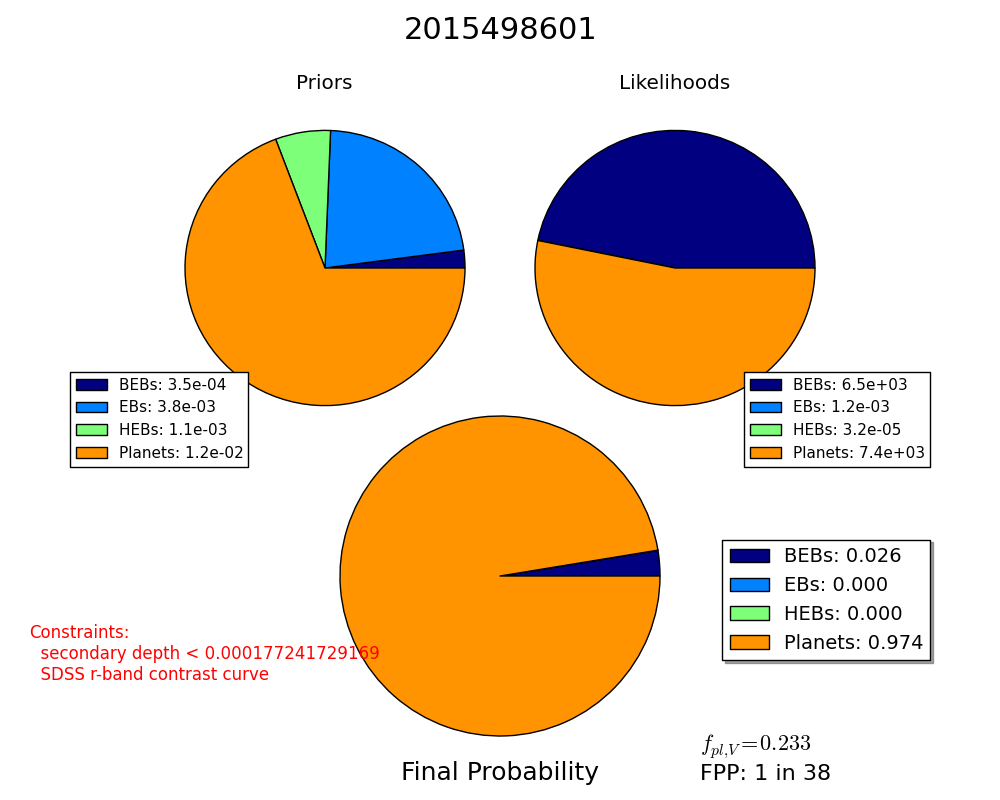 2015498601
Priors
Likelihoods
BEBs: 3.5e-04
EBs: 3.8e-03
HEBs: 1.1e-03
Planets: 1.2e-02
BEBs: 6.5e+03
EBs: 1.2e-03
HEBs: 3.2e-05
Planets: 7.4e+03
BEBs: 0.026
EBs: 0.000
HEBs: 0.000
Planets: 0.974
Constraints:
secondary depth < 0.000177241729169
SDSS r-band contrast curve
f_{pl,V}=0.233
Final Probability
FPP: 1 in 38